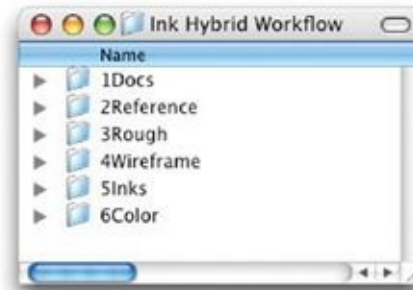 Ink Hybrid Workflow
Name
1Docs
2Reference
3Rough
4Wireframe
5Inks
6Color